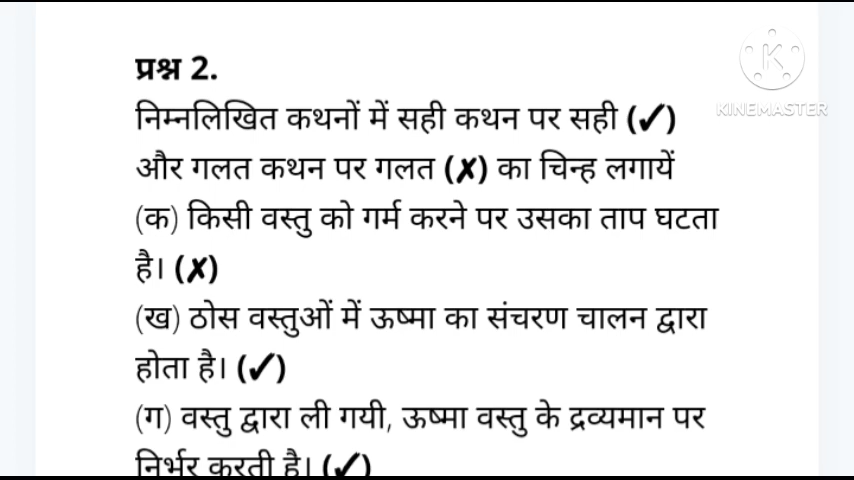 प्रश्न 2.
निम्नलिखित कथनों में सही कथन पर सही (✓)
और गलत कथन पर गलत (✗) का चिन्ह लगायें
(क) किसी वस्तु को गर्म करने पर उसका ताप घटता
है। (✗)
(ख) ठोस वस्तुओं में ऊष्मा का संचरण चालन द्वारा
होता है। (✓)
(ग) वस्तु द्वारा ली गयी, ऊष्मा वस्तु के द्रव्यमान पर
निर्भर करती है। (✓)
K
KINEMASTER